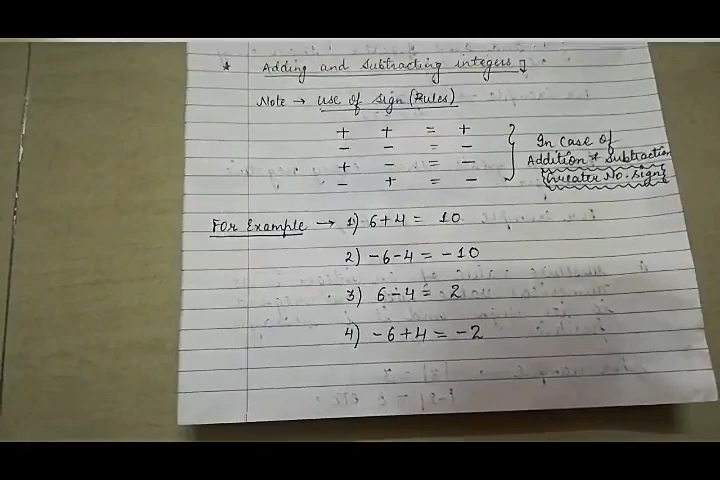 * Adding and Subtracting integers
Note → use of sign (Rules)
+ + = +
- - = -
+ - = -
- + = -
In Case of
Addition & Subtraction
Greater No. sign
For Example → 1) 6+4 = 10
2) -6-4 = -10
3) 6-4 = 2
4) -6+4 = -2